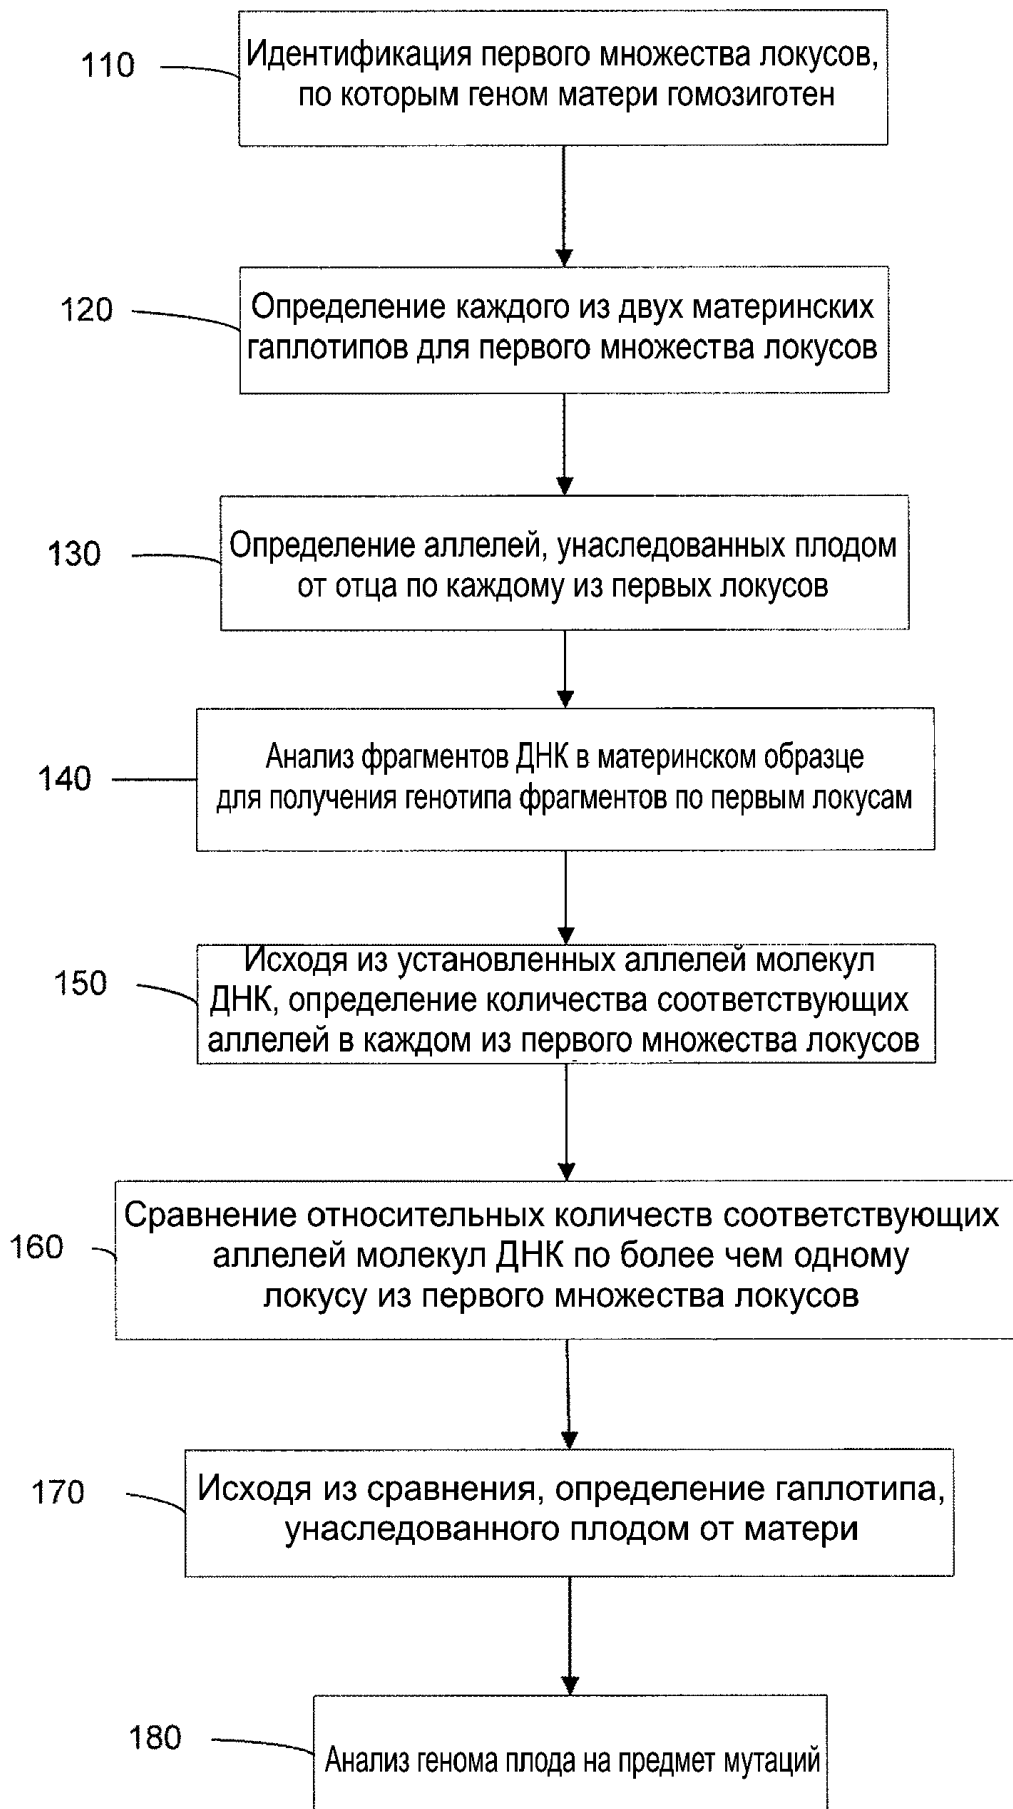 110
Идентификация первого множества локусов,
по которым геном матери гомозиготен
120
Определение каждого из двух материнских
гаплотипов для первого множества локусов
130
Определение аллелей, унаследованных плодом
от отца по каждому из первых локусов
140
Анализ фрагментов ДНК в материнском образце
для получения генотипа фрагментов по первым локусам
150
Исходя из установленных аллелей молекул
ДНК, определение количества соответствующих
аллелей в каждом из первого множества локусов
160
Сравнение относительных количеств соответствующих
аллелей молекул ДНК по более чем одному
локусу из первого множества локусов
170
Исходя из сравнения, определение гаплотипа,
унаследованного плодом от матери
180
Анализ генома плода на предмет мутаций